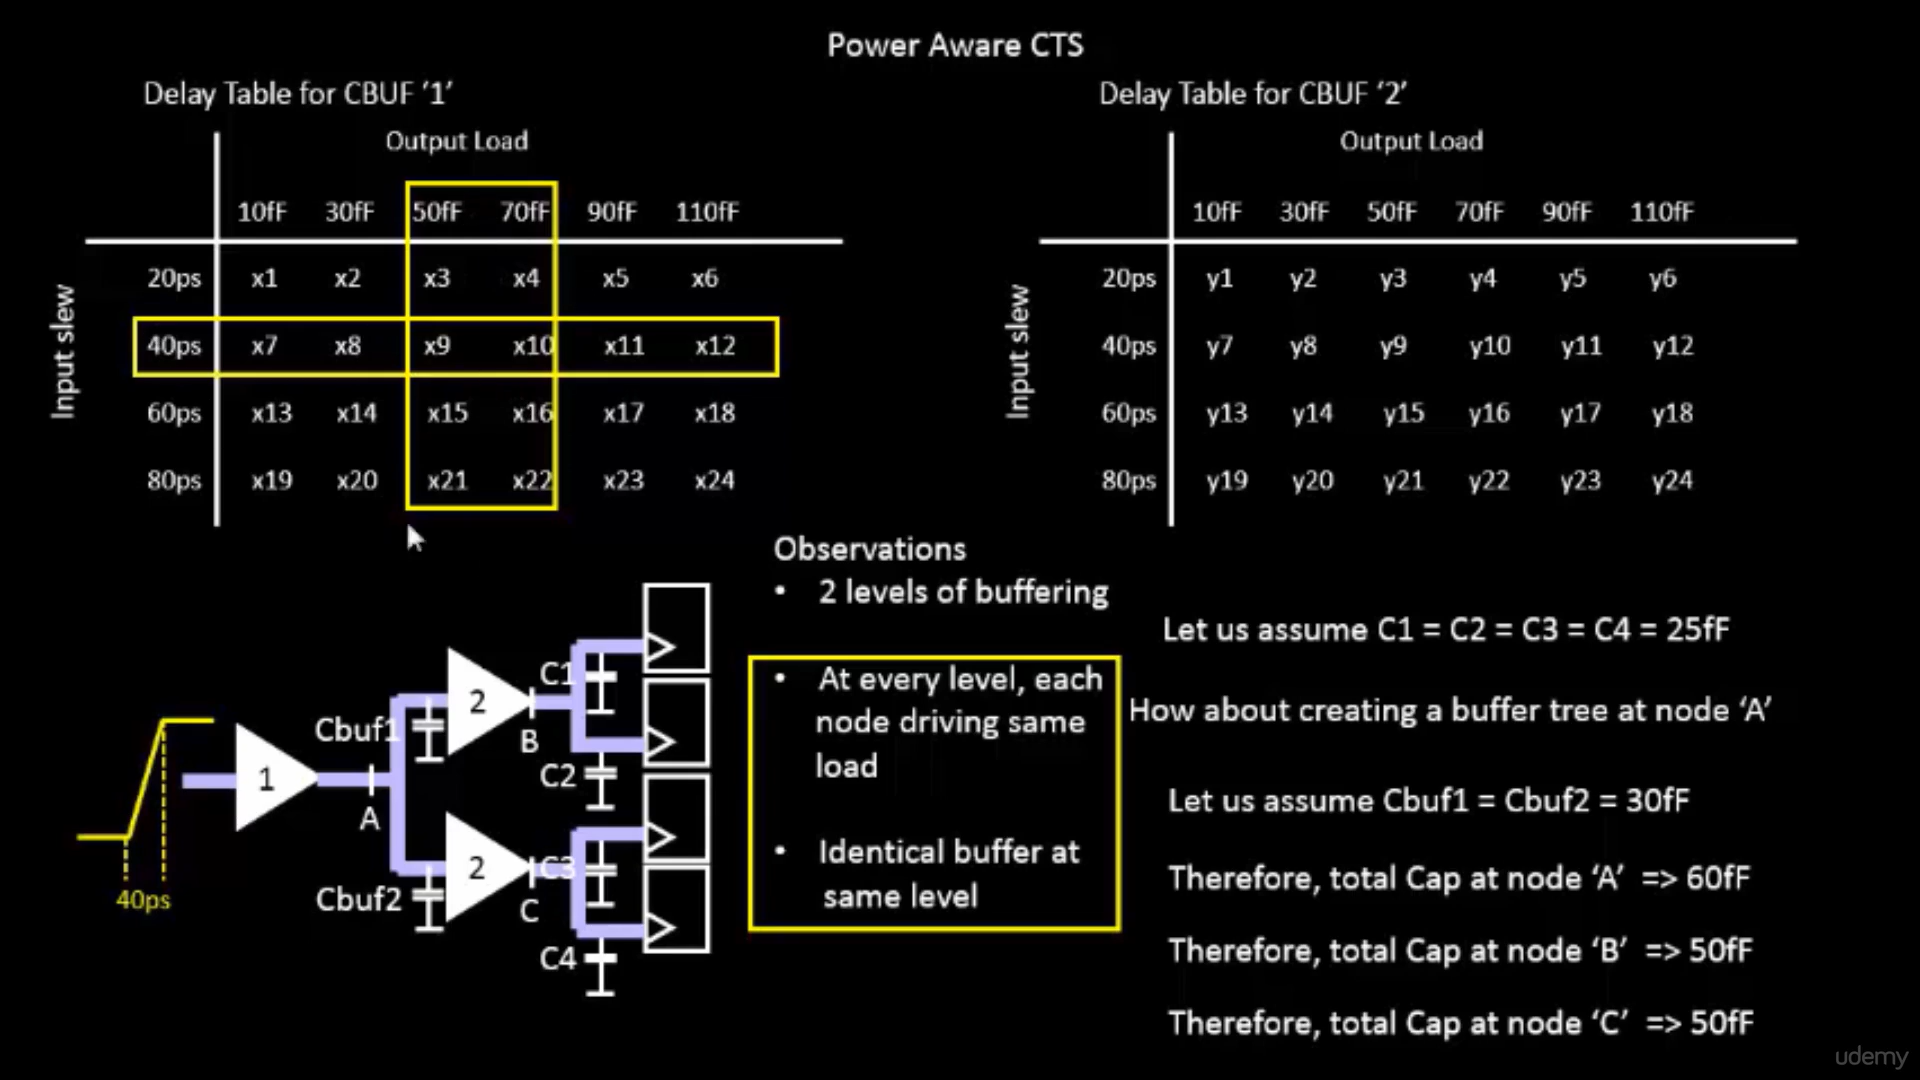 Power Aware CTS
Delay Table for CBUF ‘1’
Output Load
10fF 30fF 50fF 70fF 90fF 110fF
Input slew
20ps x1 x2 x3 x4 x5 x6
40ps x7 x8 x9 x10 x11 x12
60ps x13 x14 x15 x16 x17 x18
80ps x19 x20 x21 x22 x23 x24
Delay Table for CBUF ‘2’
Output Load
10fF 30fF 50fF 70fF 90fF 110fF
Input slew
20ps y1 y2 y3 y4 y5 y6
40ps y7 y8 y9 y10 y11 y12
60ps y13 y14 y15 y16 y17 y18
80ps y19 y20 y21 y22 y23 y24
40ps
1
A
Cbuf1
2
B
C1
C2
Cbuf2
2
C
C3
C4
Observations
• 2 levels of buffering
• At every level, each
node driving same
load
• Identical buffer at
same level
Let us assume C1 = C2 = C3 = C4 = 25fF
How about creating a buffer tree at node ‘A’
Let us assume Cbuf1 = Cbuf2 = 30fF
Therefore, total Cap at node ‘A’ => 60fF
Therefore, total Cap at node ‘B’ => 50fF
Therefore, total Cap at node ‘C’ => 50fF
udemy